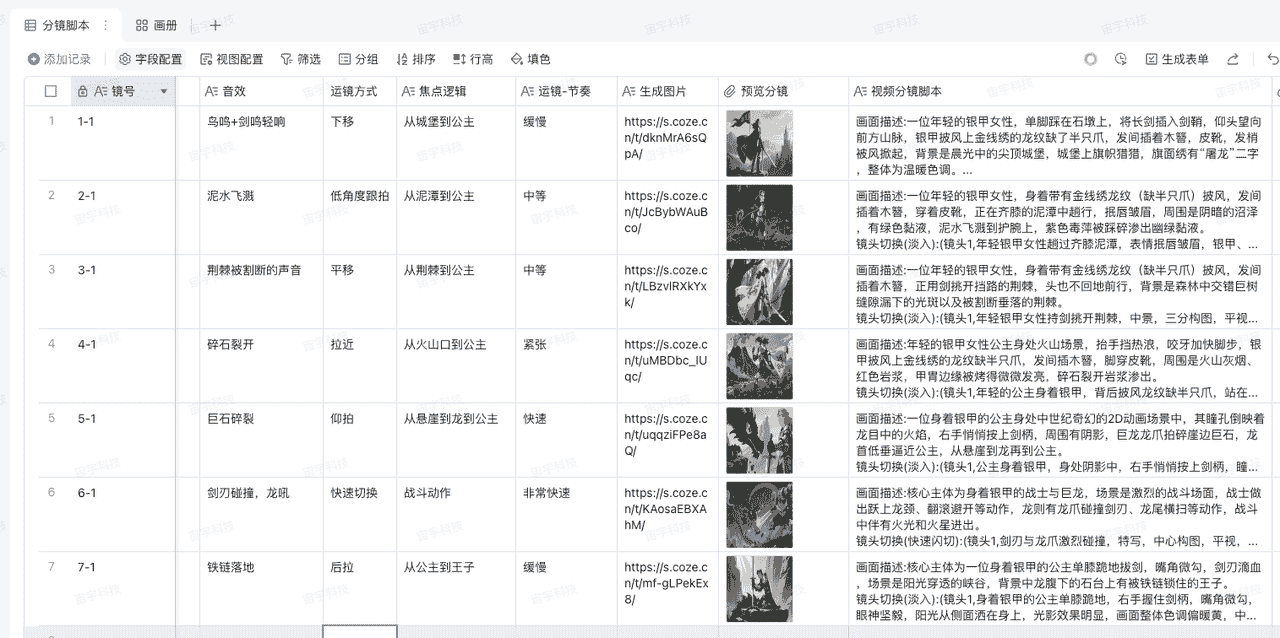 分镜脚本 画册
添加记录 字段配置 视图配置 筛选 分组 排序 行高 填色 生成表单
镜号 音效 运镜方式 焦点逻辑 运镜-节奏 生成图片 预览分镜 视频分镜脚本
1 1-1 鸟鸣+剑鸣轻响 下移 从城堡到公主 缓慢
https://s.coze.c
n/t/dknMrA6sQ
pA/
画面描述:一位年轻的银甲女性，单脚踩在石墩上，将长剑插入剑鞘，仰头望向
前方山脉，银甲披风上金线绣的龙纹缺了半只爪，发间插着木簪，皮靴，发梢
被风掀起，背景是晨光中的尖顶城堡，城堡上旗帜猎猎，旗面绣有“屠龙”二字
，整体为温暖色调。...
2 2-1 泥水飞溅 低角度跟拍 从泥潭到公主 中等
https://s.coze.c
n/t/JcBybWAuB
co/
画面描述:一位年轻的银甲女性，身着带有金线绣龙纹（缺半只爪）披风，发间
插着木簪，穿着皮靴，正在齐膝的泥潭中趟行，抿唇皱眉，周围是阴暗的沼泽
，有绿色黏液，泥水飞溅到护腕上，紫色毒萍被踩碎渗出幽绿黏液。
镜头切换(淡入):(镜头1,年轻银甲女性趟过齐膝泥潭，表情抿唇皱眉，银甲、...
3 3-1 荆棘被割断的声音 平移 从荆棘到公主 中等
https://s.coze.c
n/t/LBzvlRXkYx
k/
画面描述:一位年轻的银甲女性，身着带有金线绣龙纹（缺半只爪）披风，发间
插着木簪，正用剑挑开挡路的荆棘，头也不回地前行，背景是森林中交错巨树
缝隙漏下的光斑以及被割断垂落的荆棘。
镜头切换(淡入):(镜头1,年轻银甲女性持剑挑开荆棘，中景，三分构图，平视...
4 4-1 碎石裂开 拉近 从火山口到公主 紧张
https://s.coze.c
n/t/uMBDbc_IU
qc/
画面描述:年轻的银甲女性公主身处火山场景，抬手挡热浪，咬牙加快脚步，银
甲披风上金线绣的龙纹缺半只爪，发间插木簪，脚穿皮靴，周围是火山灰烟、
红色岩浆，甲胄边缘被烤得微微发亮，碎石裂开岩浆渗出。
镜头切换(淡入):(镜头1,年轻的公主身着银甲，背后披风龙纹缺半只爪，站在...
5 5-1 巨石碎裂 仰拍 从悬崖到龙到公主 快速
https://s.coze.c
n/t/uqqziFPe8a
Q/
画面描述:一位身着银甲的公主身处中世纪奇幻的2D动画场景中，其瞳孔倒映着
龙目中的火焰，右手悄悄按上剑柄，周围有阴影，巨龙龙爪拍碎崖边巨石，龙
首低垂逼近公主，从悬崖到龙再到公主。
镜头切换(淡入):(镜头1,公主身着银甲，身处阴影中，右手悄悄按上剑柄，瞳...
6 6-1 剑刃碰撞，龙吼 快速切换 战斗动作 非常快速
https://s.coze.c
n/t/KAosaEBXA
hM/
画面描述:核心主体为身着银甲的战士与巨龙，场景是激烈的战斗场面，战士做
出跃上龙颈、翻滚避开等动作，龙则有龙爪碰撞剑刃、龙尾横扫等动作，战斗
中伴有火光和火星迸出。
镜头切换(快速闪切):(镜头1,剑刃与龙爪激烈碰撞，特写，中心构图，平视，...
7 7-1 铁链落地 后拉 从公主到王子 缓慢
https://s.coze.c
n/t/mf-gLPekEx
8/
画面描述:核心主体为一位身着银甲的公主单膝跪地拔剑，嘴角微勾，剑刃滴血
，场景是阳光穿透的峡谷，背景中龙腹下的石台上有被铁链锁住的王子。
镜头切换(淡入):(镜头1,身着银甲的公主单膝跪地，右手握住剑柄，嘴角微勾，
眼神坚毅，阳光从侧面洒在身上，光影效果明显，画面整体色调偏暖黄，中...
宙宇科技